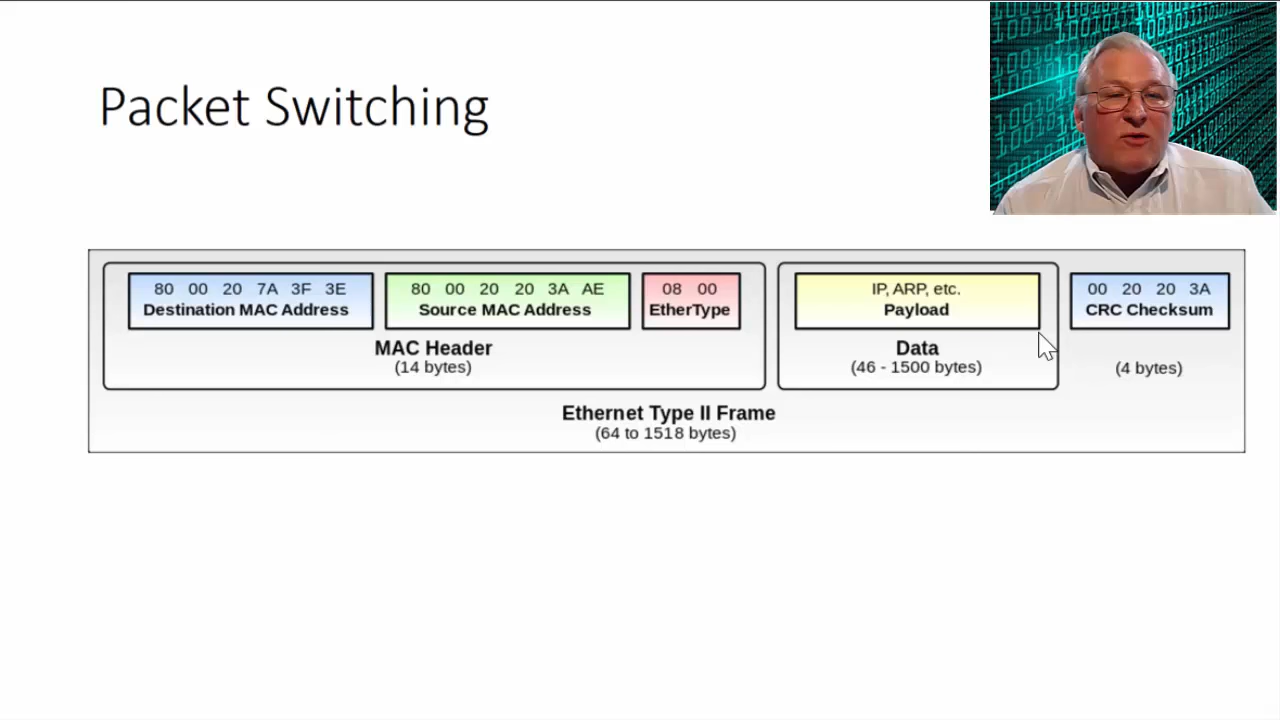 Packet Switching
80 00 20 7A 3F 3E
Destination MAC Address
80 00 20 20 3A AE
Source MAC Address
08 00
EtherType
MAC Header
(14 bytes)
IP, ARP, etc.
Payload
Data
(46 - 1500 bytes)
00 20 20 3A
CRC Checksum
(4 bytes)
Ethernet Type II Frame
(64 to 1518 bytes)